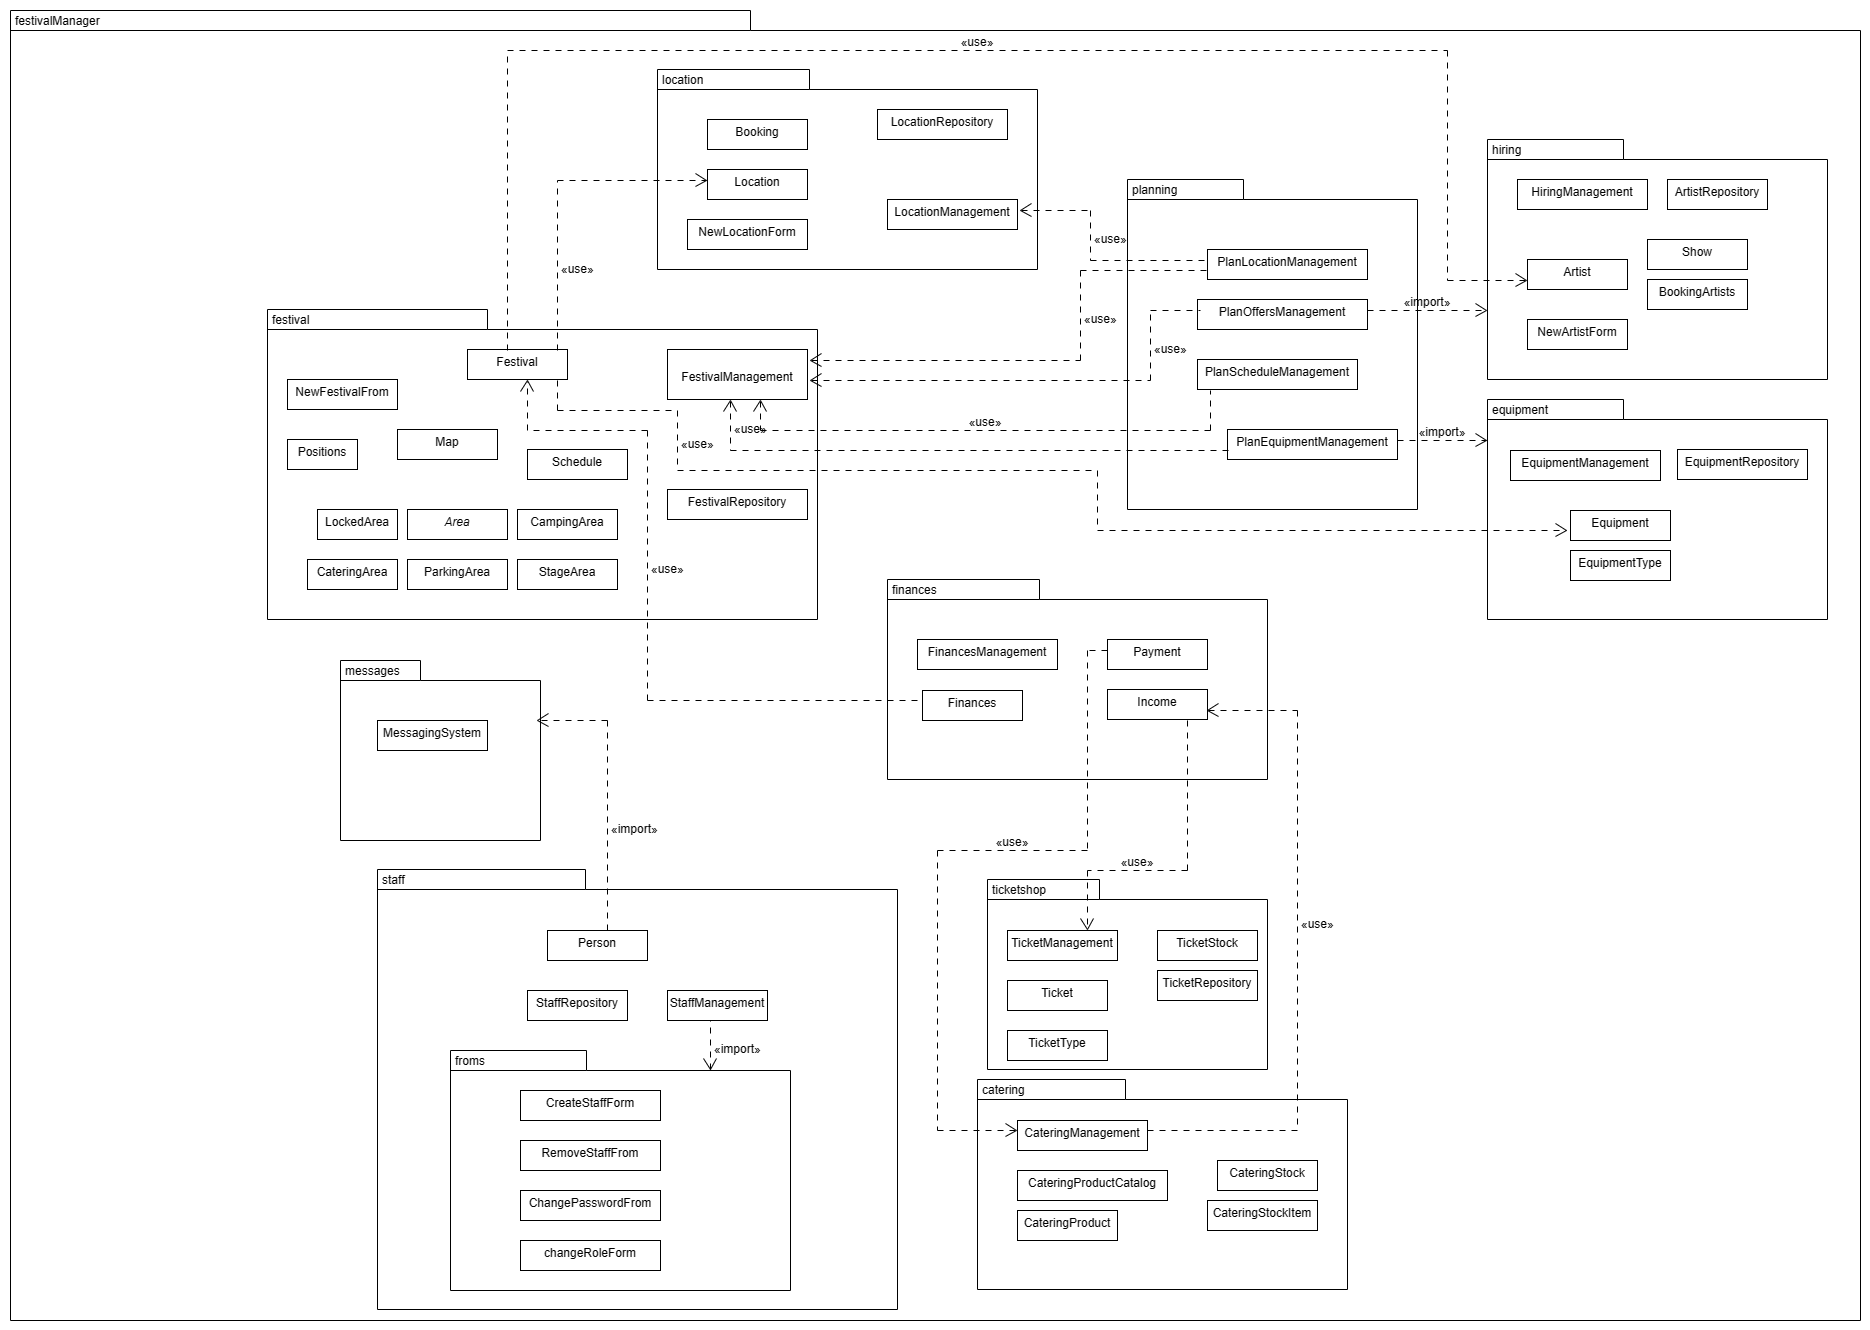 festivalManager
«use»
location
Booking
LocationRepository
Location
LocationManagement
NewLocationForm
«use»
«use»
planning
PlanLocationManagement
PlanOffersManagement
PlanScheduleManagement
PlanEquipmentManagement
«use»
«use»
«import»
«import»
hiring
HiringManagement
ArtistRepository
Show
Artist
BookingArtists
NewArtistForm
festival
Festival
FestivalManagement
NewFestivalFrom
Map
Positions
Schedule
FestivalRepository
LockedArea
Area
CampingArea
CateringArea
ParkingArea
StageArea
«use»
«use»
«use»
«use»
equipment
EquipmentManagement
EquipmentRepository
Equipment
EquipmentType
finances
FinancesManagement
Payment
Finances
Income
messages
MessagingSystem
«import»
«use»
«use»
«use»
staff
Person
StaffRepository
StaffManagement
«import»
froms
CreateStaffForm
RemoveStaffFrom
ChangePasswordFrom
changeRoleForm
ticketshop
TicketManagement
TicketStock
TicketRepository
Ticket
TicketType
catering
CateringManagement
CateringStock
CateringProductCatalog
CateringStockItem
CateringProduct